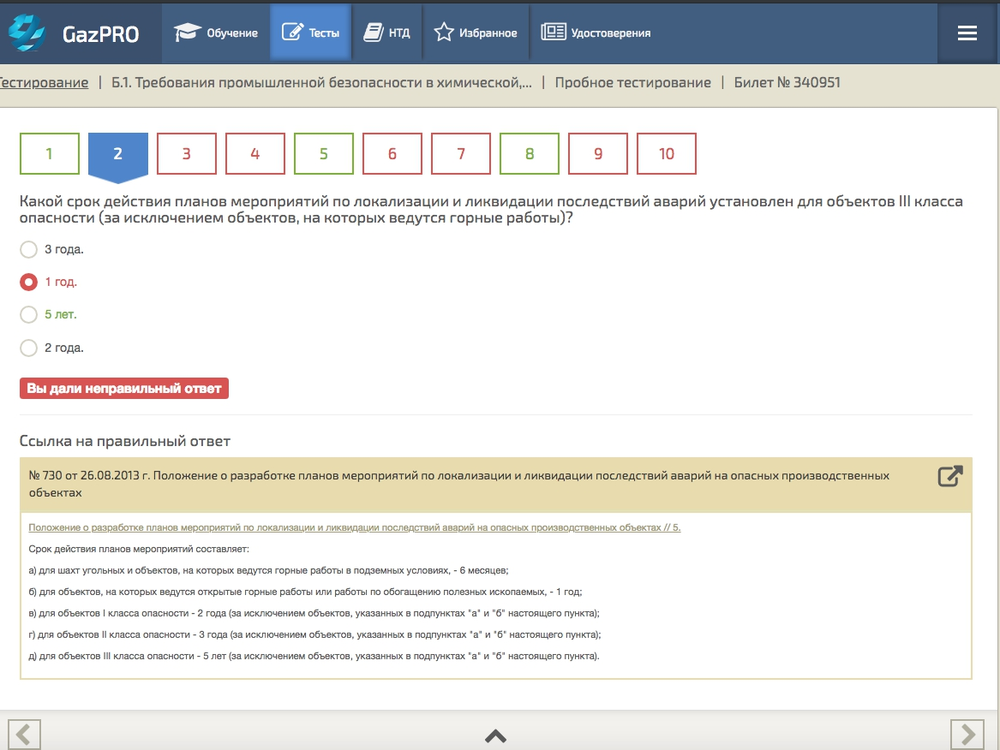 GazPRO Обучение Тесты НТД Избранное Удостоверения
естирование | Б.1. Требования промышленной безопасности в химической,... | Пробное тестирование | Билет № 340951
1 2 3 4 5 6 7 8 9 10
Какой срок действия планов мероприятий по локализации и ликвидации последствий аварий установлен для объектов III класса
опасности (за исключением объектов, на которых ведутся горные работы)?
3 года.
1 год.
5 лет.
2 года.
Вы дали неправильный ответ
Ссылка на правильный ответ
№ 730 от 26.08.2013 г. Положение о разработке планов мероприятий по локализации и ликвидации последствий аварий на опасных производственных
объектах
Положение о разработке планов мероприятий по локализации и ликвидации последствий аварий на опасных производственных объектах // 5.
Срок действия планов мероприятий составляет:
а) для шахт угольных и объектов, на которых ведутся горные работы в подземных условиях, - 6 месяцев;
б) для объектов, на которых ведутся открытые горные работы или работы по обогащению полезных ископаемых, - 1 год;
в) для объектов I класса опасности - 2 года (за исключением объектов, указанных в подпунктах "а" и "б" настоящего пункта);
г) для объектов II класса опасности - 3 года (за исключением объектов, указанных в подпунктах "а" и "б" настоящего пункта);
д) для объектов III класса опасности - 5 лет (за исключением объектов, указанных в подпунктах "а" и "б" настоящего пункта).